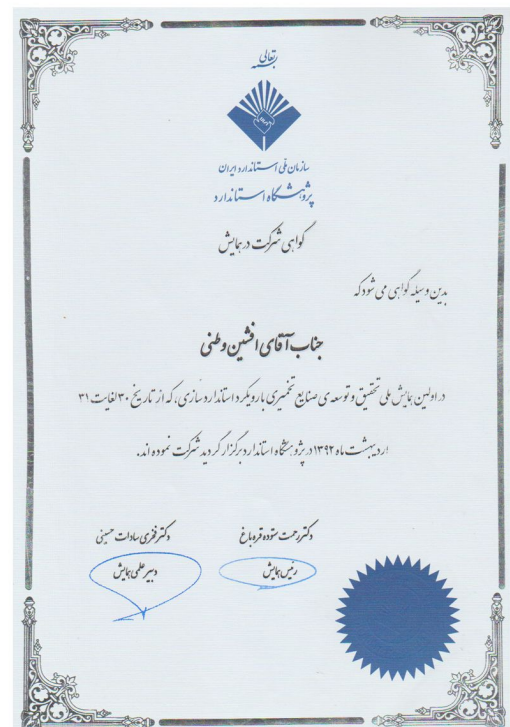 بسمه تعالی
سازمان ملی استاندارد ایران
پژوهشگاه استاندارد
گواهی شرکت در همایش
بدین وسیله گواهی می شود که
جناب آقای افشین وطنی
در اولین همایش ملی تحقیق و توسعه ی صنایع تخمیری با رویکرد استاندارد سازی، که از تاریخ ۳۰ لغایت ۳۱
اردیبهشت ماه ۱۳۹۲ در پژوهشگاه استاندارد برگزار گردید شرکت نموده اند.
دکتر رحمت ستوده قره باغ
دکتر فخری سادات حسینی
رئیس همایش
دبیر علمی همایش